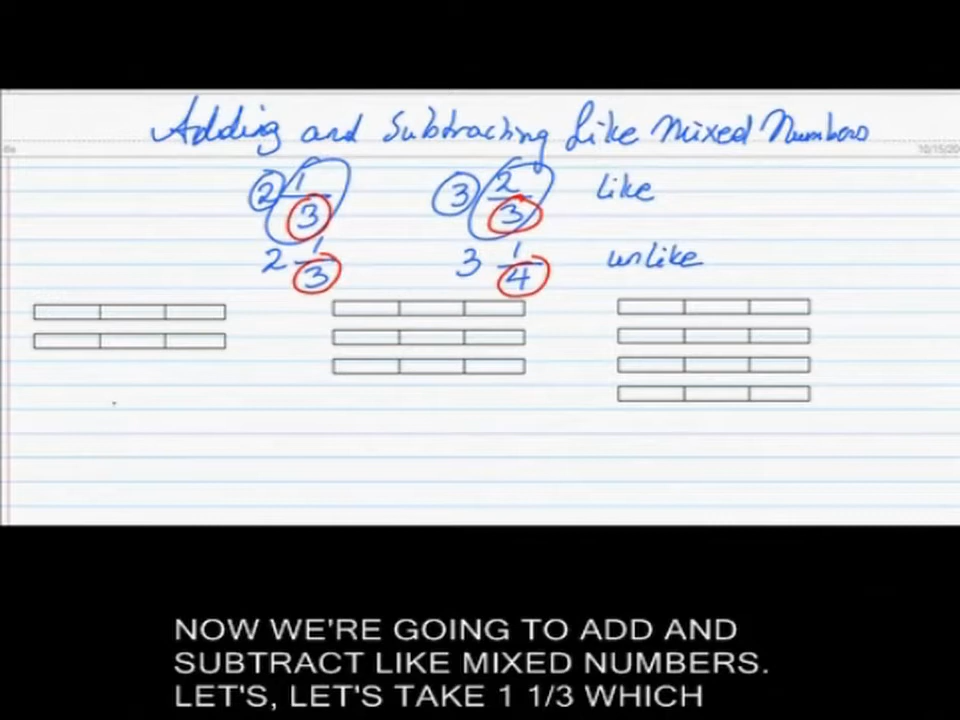 Adding and Subtracting Like Mixed Numbers
2 1/3 3 2/3 like
2 1/3 3 1/4 unlike
NOW WE'RE GOING TO ADD AND
SUBTRACT LIKE MIXED NUMBERS.
LET'S, LET'S TAKE 1 1/3 WHICH